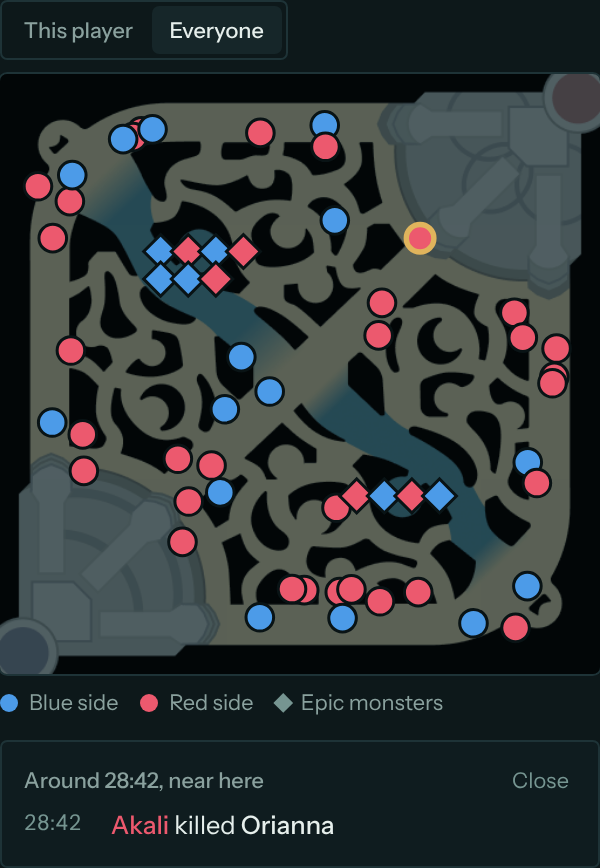 This player Everyone
Blue side Red side Epic monsters
Around 28:42, near here Close
28:42 Akali killed Orianna